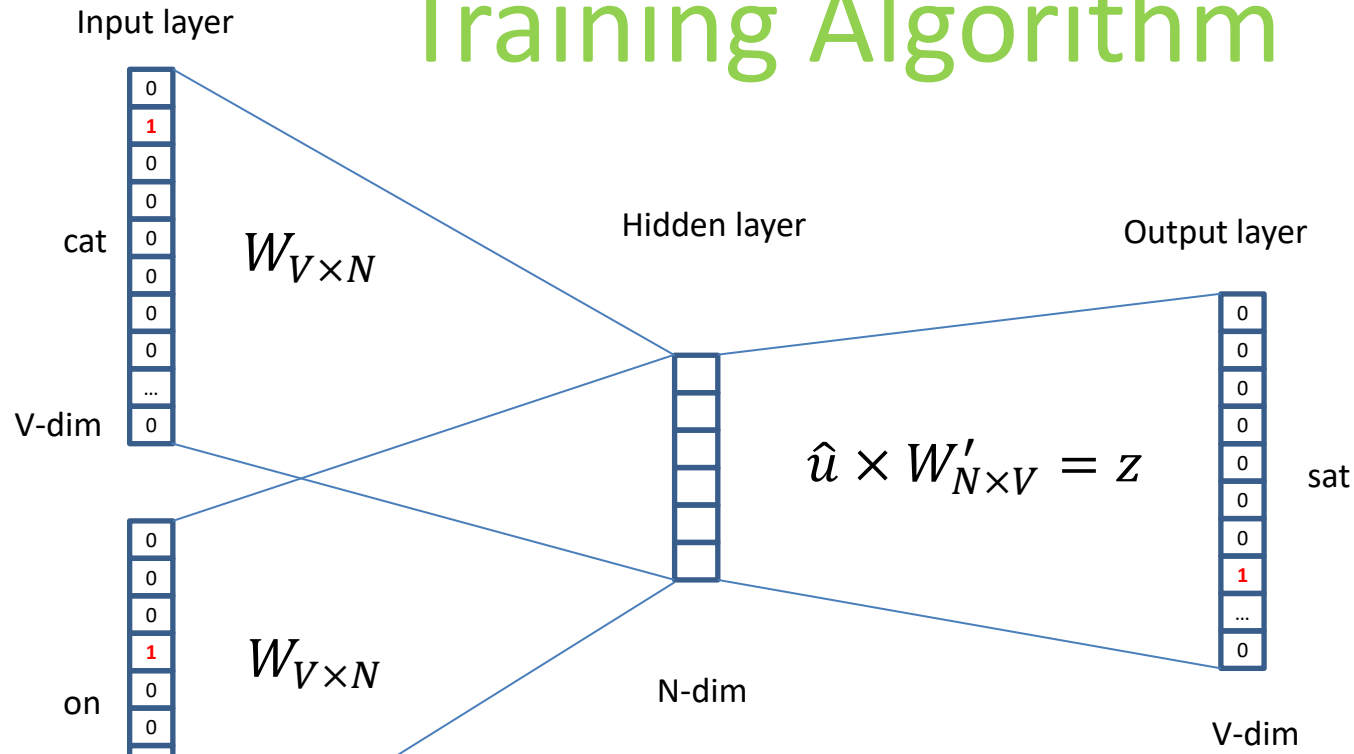 Training Algorithm
Input layer
0
1
0
0
0
0
0
0
...
0
cat
V-dim
W_{V×N}
Hidden layer
N-dim
û × W′_{N×V} = z
Output layer
0
0
0
0
0
0
0
1
...
0
sat
V-dim
0
0
0
1
0
0
on
W_{V×N}